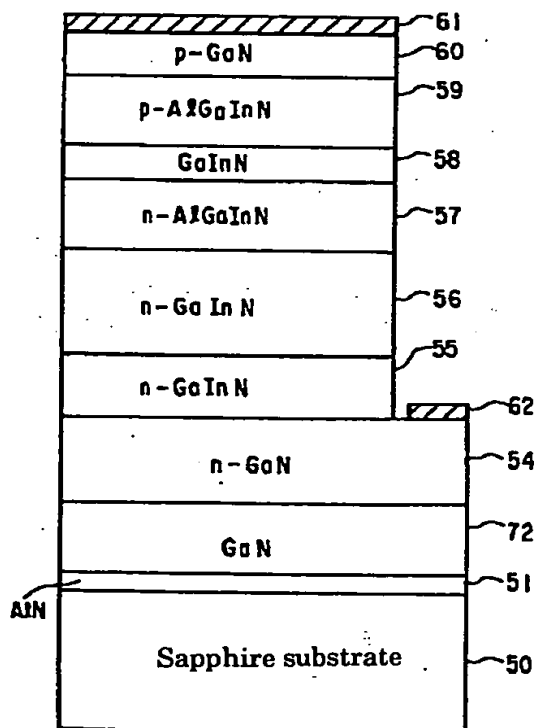 61
p-GaN 60
59
p-AlGaInN
GaInN 58
n-AlGaInN 57
n-GaInN 56
55
n-GaInN
62
n-GaN 54
72
GaN
51
AlN
Sapphire substrate 50